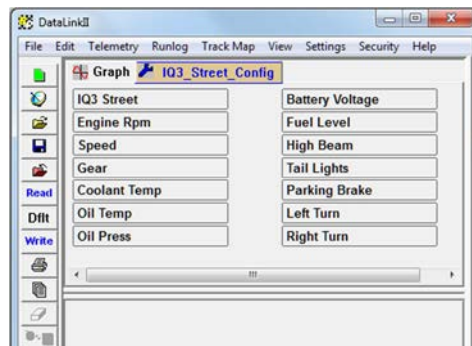 DataLinkII
File Edit Telemetry Runlog Track Map View Settings Security Help
Graph IQ3_Street_Config
IQ3 Street Battery Voltage
Engine Rpm Fuel Level
Speed High Beam
Gear Tail Lights
Read Coolant Temp Parking Brake
Dflt Oil Temp Left Turn
Write Oil Press Right Turn